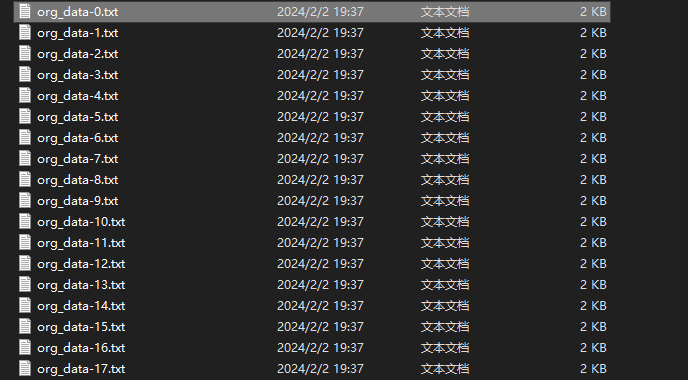 org_data-0.txt 2024/2/2 19:37 文本文档 2 KB
org_data-1.txt 2024/2/2 19:37 文本文档 2 KB
org_data-2.txt 2024/2/2 19:37 文本文档 2 KB
org_data-3.txt 2024/2/2 19:37 文本文档 2 KB
org_data-4.txt 2024/2/2 19:37 文本文档 2 KB
org_data-5.txt 2024/2/2 19:37 文本文档 2 KB
org_data-6.txt 2024/2/2 19:37 文本文档 2 KB
org_data-7.txt 2024/2/2 19:37 文本文档 2 KB
org_data-8.txt 2024/2/2 19:37 文本文档 2 KB
org_data-9.txt 2024/2/2 19:37 文本文档 2 KB
org_data-10.txt 2024/2/2 19:37 文本文档 2 KB
org_data-11.txt 2024/2/2 19:37 文本文档 2 KB
org_data-12.txt 2024/2/2 19:37 文本文档 2 KB
org_data-13.txt 2024/2/2 19:37 文本文档 2 KB
org_data-14.txt 2024/2/2 19:37 文本文档 2 KB
org_data-15.txt 2024/2/2 19:37 文本文档 2 KB
org_data-16.txt 2024/2/2 19:37 文本文档 2 KB
org_data-17.txt 2024/2/2 19:37 文本文档 2 KB